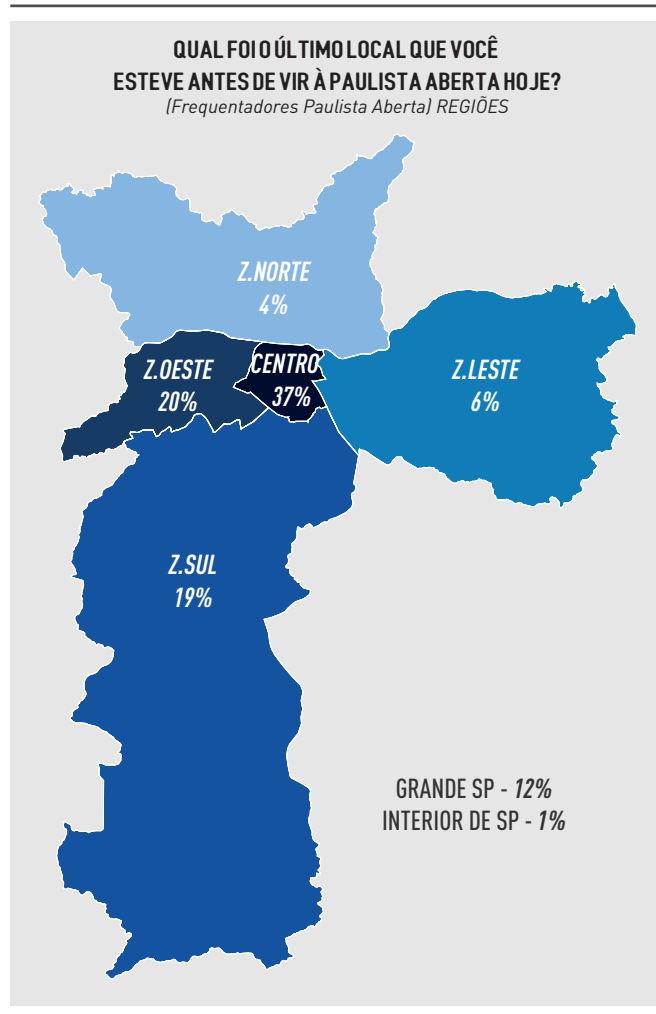 QUAL FOI O ÚLTIMO LOCAL QUE VOCÊ
ESTEVE ANTES DE VIR À PAULISTA ABERTA HOJE?
(Frequentadores Paulista Aberta) REGIÕES
Z.NORTE
4%
Z.OESTE
20%
CENTRO
37%
Z.LESTE
6%
Z.SUL
19%
GRANDE SP - 12%
INTERIOR DE SP - 1%